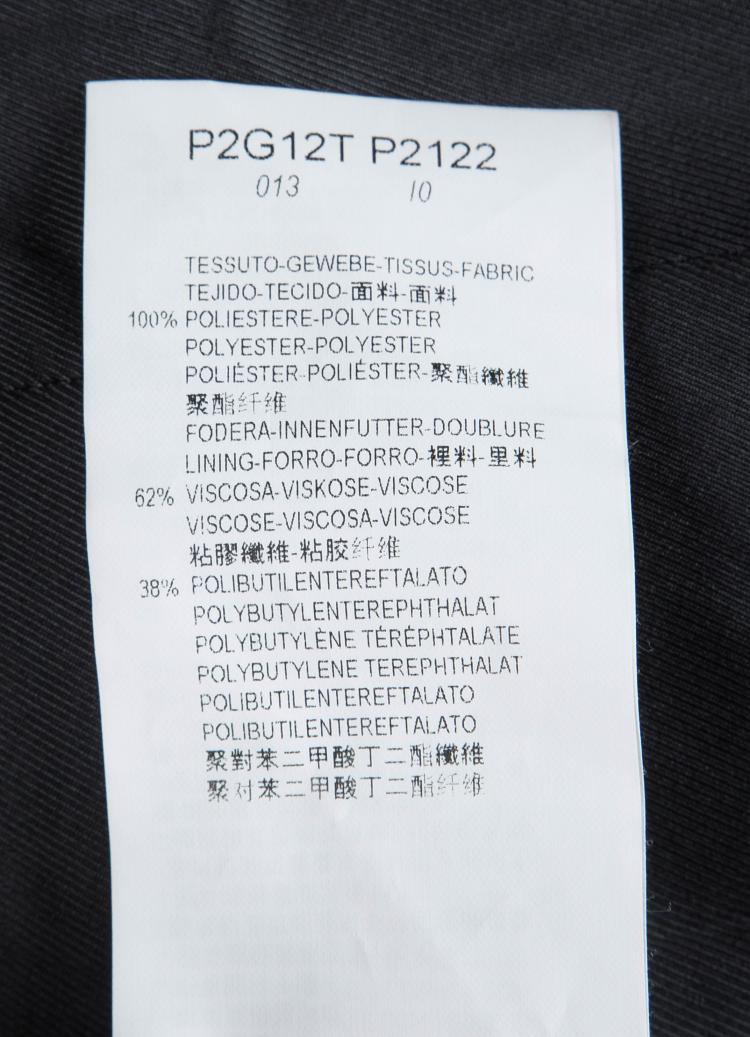 P2G12T P2122
013 10
TESSUTO-GEWEBE-TISSUS-FABRIC
TEJIDO-TECIDO-面料-面料
100% POLIESTERE-POLYESTER
POLYESTER-POLYESTER
POLIÉSTER-POLIÉSTER-聚酯纖維
聚酯纤维
FODERA-INNENFUTTER-DOUBLURE
LINING-FORRO-FORRO-裡料-里料
62% VISCOSA-VISKOSE-VISCOSE
VISCOSE-VISCOSA-VISCOSE
粘膠纖維-粘胶纤维
38% POLIBUTILENTEREFTALATO
POLYBUTYLENTEREPHTHALAT
POLYBUTYLÈNE TÉRÉPHTALATE
POLYBUTYLENE TEREPHTHALAT
POLIBUTILENTEREFTALATO
POLIBUTILENTEREFTALATO
聚對苯二甲酸丁二酯纖維
聚对苯二甲酸丁二酯纤维